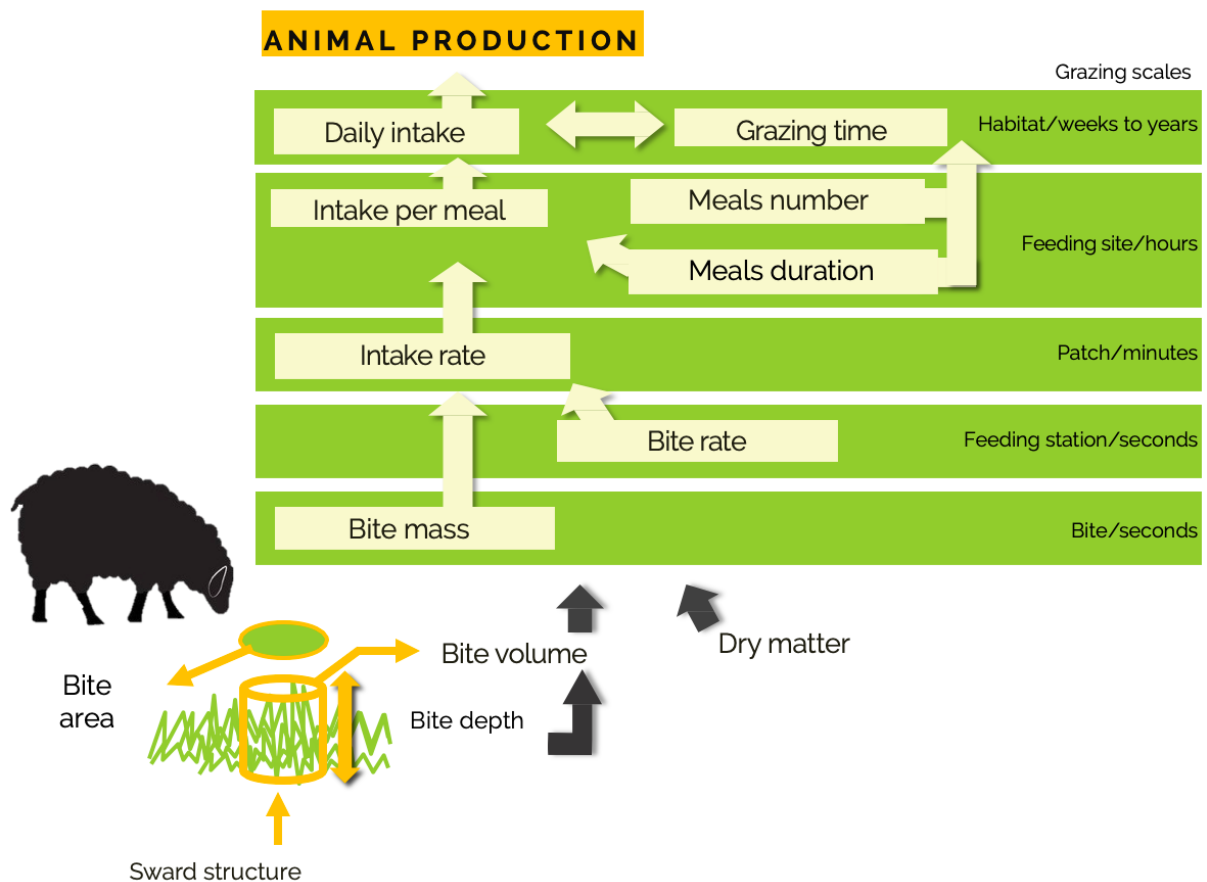 ANIMAL PRODUCTION
Grazing scales
Daily intake
Grazing time
Habitat/weeks to years
Intake per meal
Meals number
Meals duration
Feeding site/hours
Intake rate
Patch/minutes
Bite rate
Feeding station/seconds
Bite mass
Bite/seconds
Bite volume
Dry matter
Bite
area
Bite depth
Sward structure